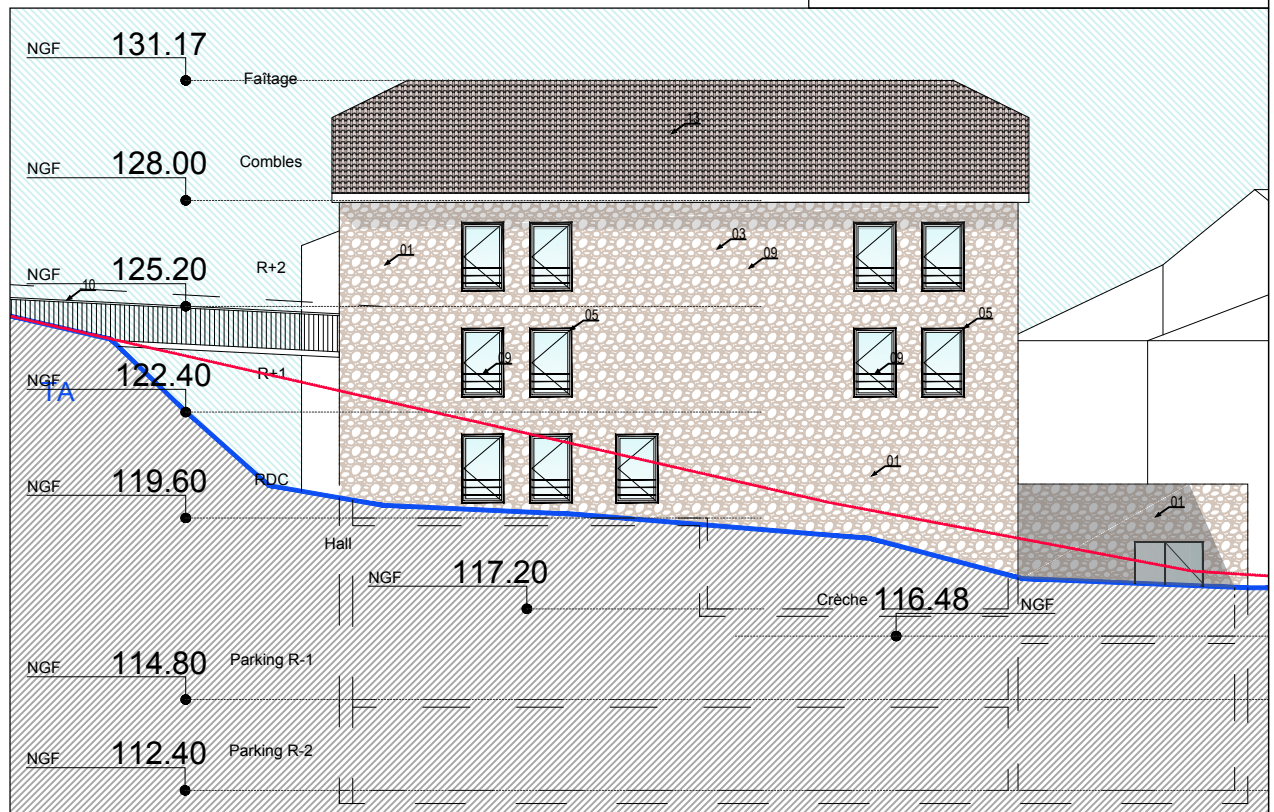 NGF 131.17
Faîtage
13
NGF 128.00 Combles
01
03
09
NGF 125.20 R+2
10
05
05
09
09
NGF 122.40 R+1
TA
01
NGF 119.60 RDC
01
Hall
NGF 117.20
Crèche 116.48 NGF
NGF 114.80 Parking R-1
NGF 112.40 Parking R-2